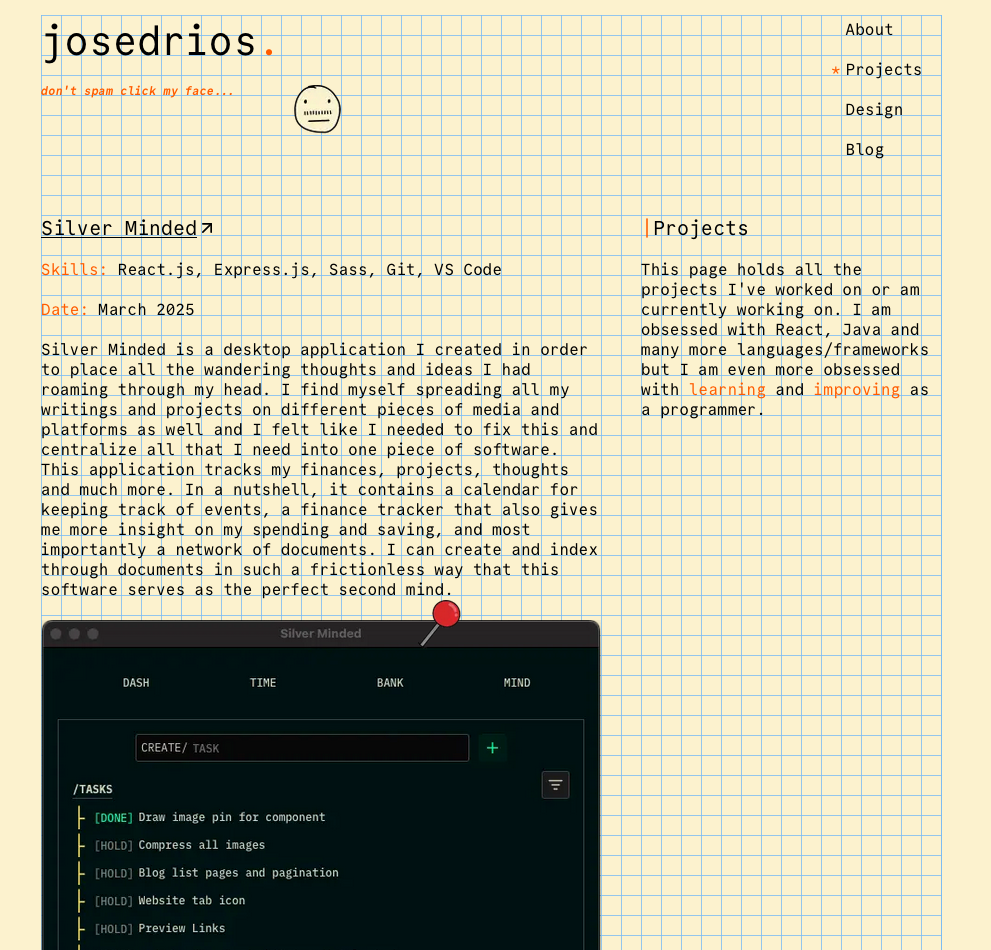 josedrios.
don't spam click my face...
About
* Projects
Design
Blog
Silver Minded
Skills: React.js, Express.js, Sass, Git, VS Code
Date: March 2025
Silver Minded is a desktop application I created in order
to place all the wandering thoughts and ideas I had
roaming through my head. I find myself spreading all my
writings and projects on different pieces of media and
platforms as well and I felt like I needed to fix this and
centralize all that I need into one piece of software.
This application tracks my finances, projects, thoughts
and much more. In a nutshell, it contains a calendar for
keeping track of events, a finance tracker that also gives
me more insight on my spending and saving, and most
importantly a network of documents. I can create and index
through documents in such a frictionless way that this
software serves as the perfect second mind.
|Projects
This page holds all the
projects I've worked on or am
currently working on. I am
obsessed with React, Java and
many more languages/frameworks
but I am even more obsessed
with learning and improving as
a programmer.
Silver Minded
DASH TIME BANK MIND
CREATE/ TASK +
/TASKS
[DONE] Draw image pin for component
[HOLD] Compress all images
[HOLD] Blog list pages and pagination
[HOLD] Website tab icon
[HOLD] Preview Links